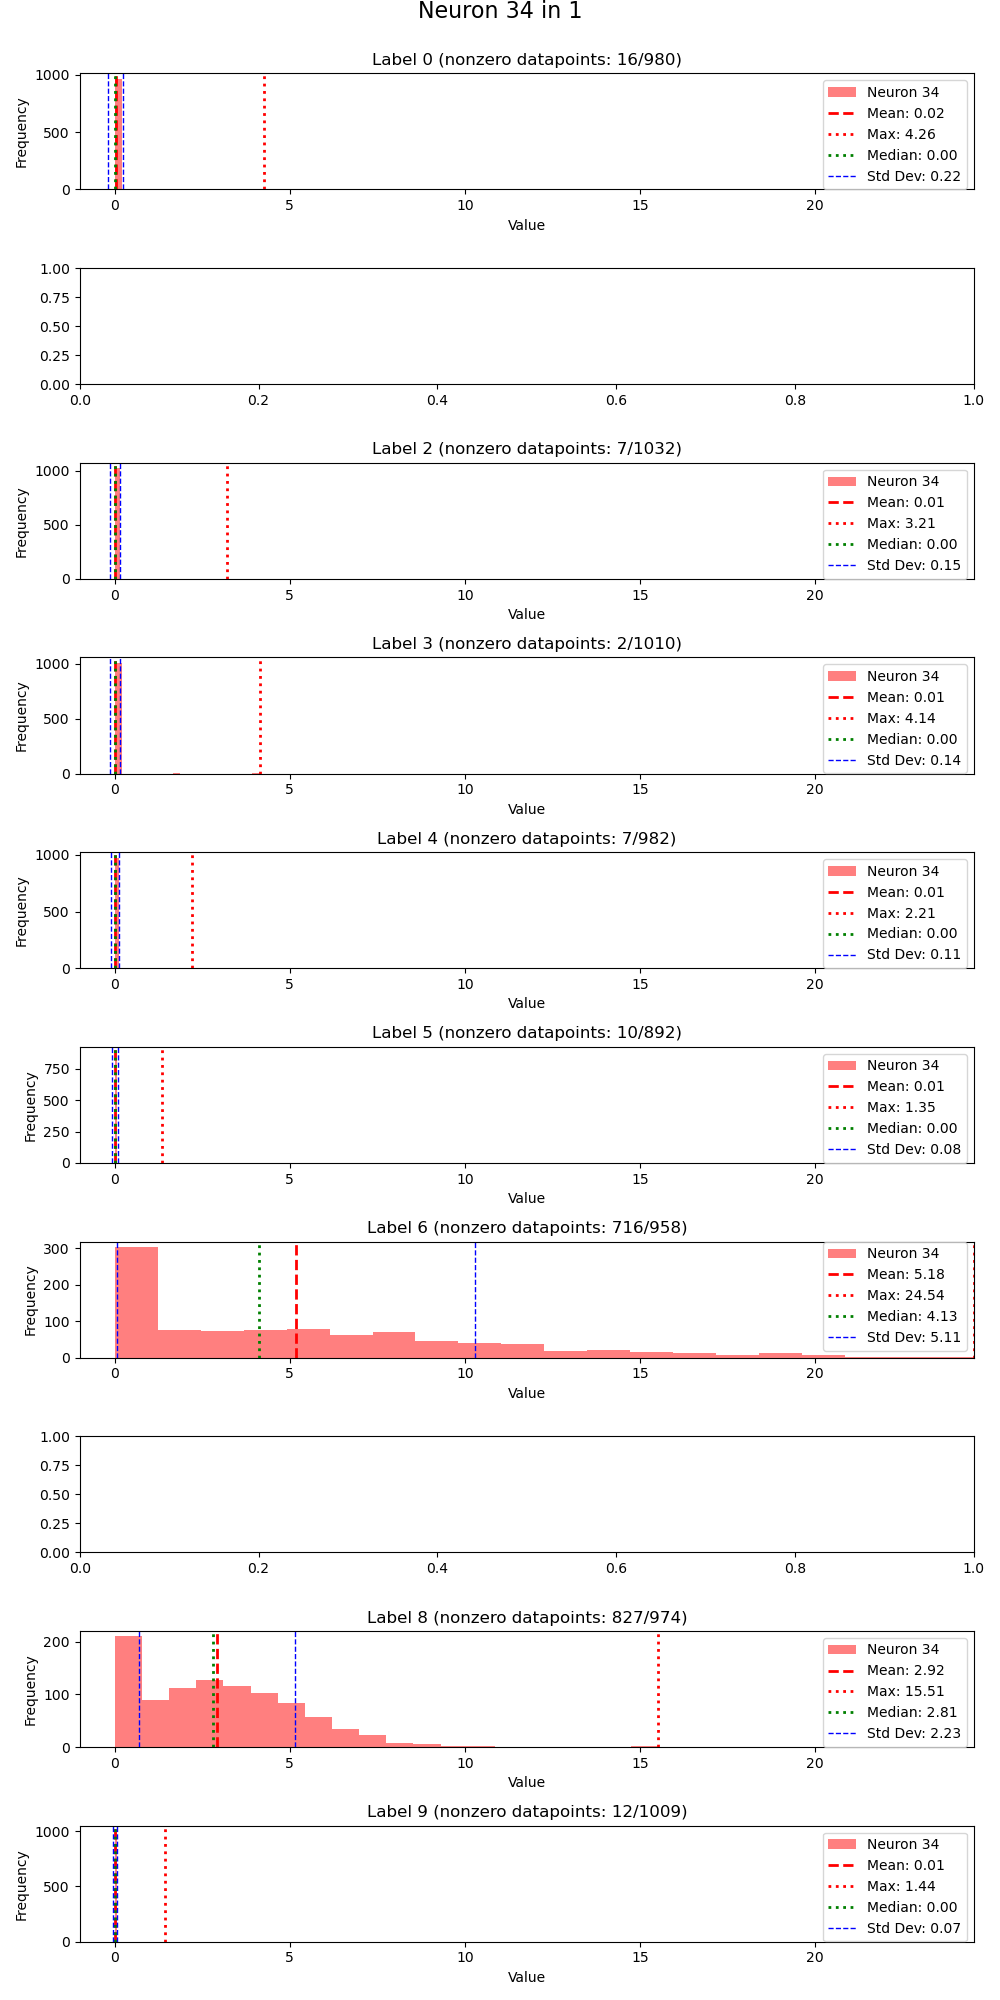 Neuron 34 in 1
Label 0 (nonzero datapoints: 16/980)
Frequency
1000
500
0
Neuron 34
Mean: 0.02
Max: 4.26
Median: 0.00
Std Dev: 0.22
0 5 10 15 20
Value
1.00
0.75
0.50
0.25
0.00
0.0 0.2 0.4 0.6 0.8 1.0
Label 2 (nonzero datapoints: 7/1032)
Frequency
1000
500
0
Neuron 34
Mean: 0.01
Max: 3.21
Median: 0.00
Std Dev: 0.15
0 5 10 15 20
Value
Label 3 (nonzero datapoints: 2/1010)
Frequency
1000
500
0
Neuron 34
Mean: 0.01
Max: 4.14
Median: 0.00
Std Dev: 0.14
0 5 10 15 20
Value
Label 4 (nonzero datapoints: 7/982)
Frequency
1000
500
0
Neuron 34
Mean: 0.01
Max: 2.21
Median: 0.00
Std Dev: 0.11
0 5 10 15 20
Value
Label 5 (nonzero datapoints: 10/892)
Frequency
750
500
250
0
Neuron 34
Mean: 0.01
Max: 1.35
Median: 0.00
Std Dev: 0.08
0 5 10 15 20
Value
Label 6 (nonzero datapoints: 716/958)
Frequency
300
200
100
0
Neuron 34
Mean: 5.18
Max: 24.54
Median: 4.13
Std Dev: 5.11
0 5 10 15 20
Value
1.00
0.75
0.50
0.25
0.00
0.0 0.2 0.4 0.6 0.8 1.0
Label 8 (nonzero datapoints: 827/974)
Frequency
200
100
0
Neuron 34
Mean: 2.92
Max: 15.51
Median: 2.81
Std Dev: 2.23
0 5 10 15 20
Value
Label 9 (nonzero datapoints: 12/1009)
Frequency
1000
500
0
Neuron 34
Mean: 0.01
Max: 1.44
Median: 0.00
Std Dev: 0.07
0 5 10 15 20
Value